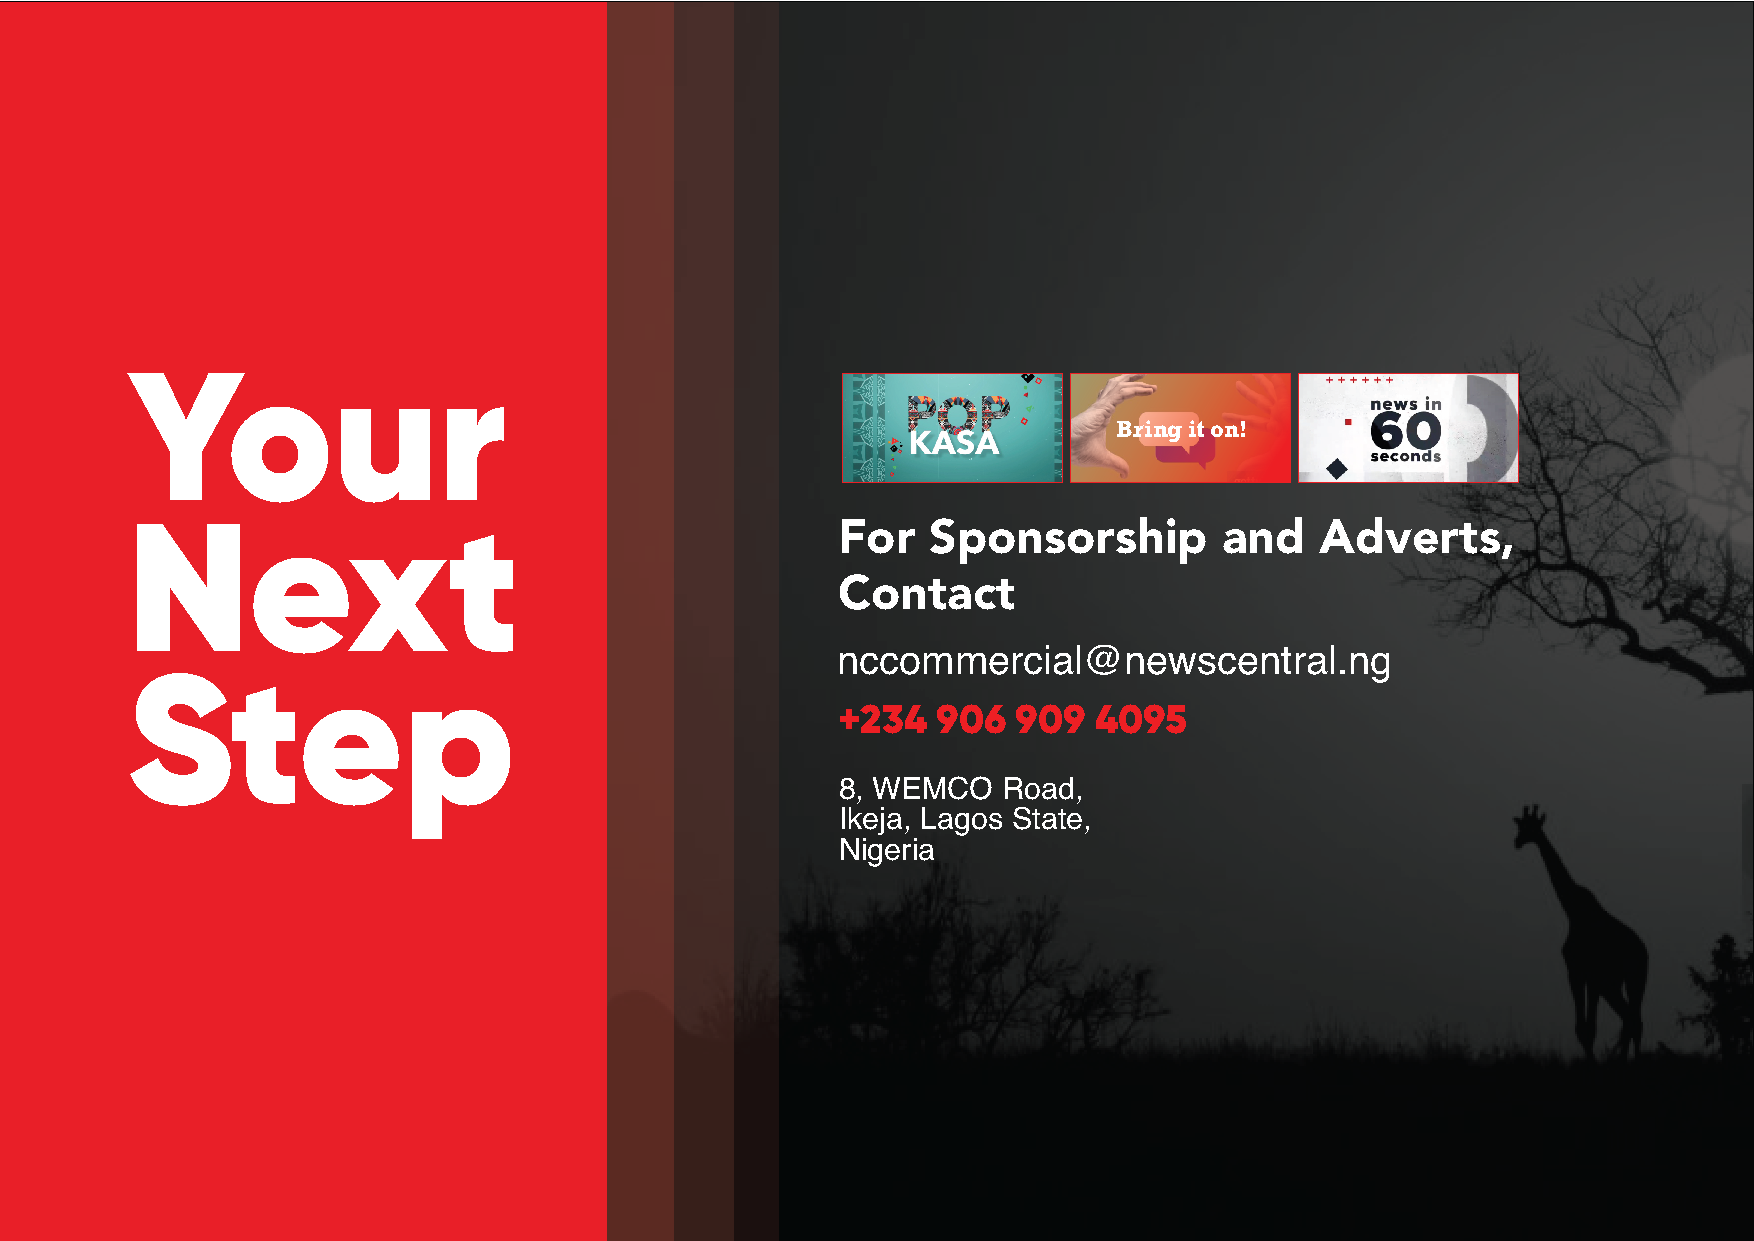 Your
Next
Step
POP
KASA
Bring it on!
news in
60
seconds
For Sponsorship and Adverts,
Contact
nccommercial@newscentral.ng
+234 906 909 4095
8, WEMCO Road,
Ikeja, Lagos State,
Nigeria